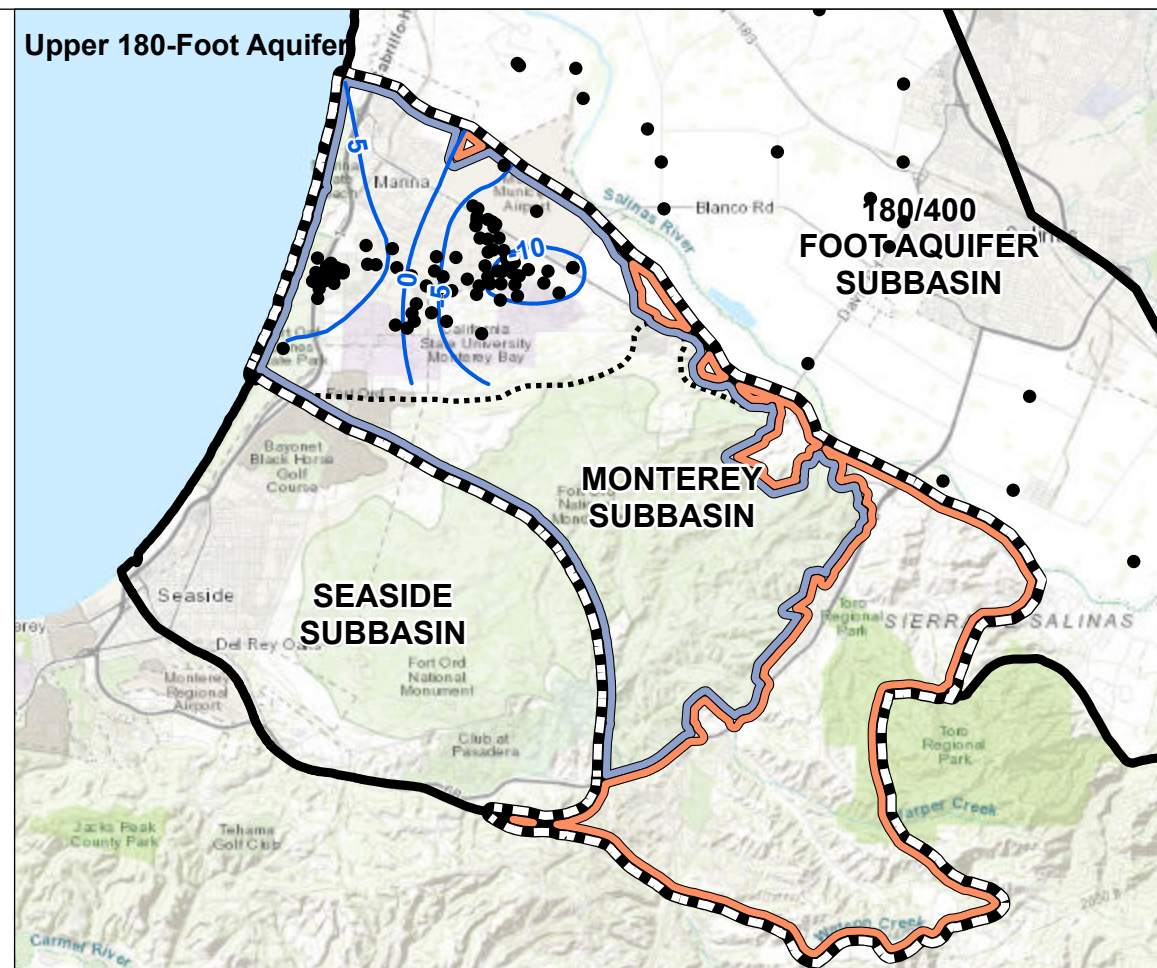 Upper 180-Foot Aquifer
5
Marina
Airport
Salinas River
Blanco Rd
180/400
FOOT AQUIFER
SUBBASIN
Salinas
-10
0
-5
California
State University
Monterey Bay
Fort Ord
Bayonet
Black Horse
Golf
Course
MONTEREY
SUBBASIN
Seaside
SEASIDE
SUBBASIN
Del Rey Oaks
Fort Ord
National
Monument
Monterey
Regional
Airport
Club at
Pasadera
Toro
Regional
Park
SIERRA
SALINAS
Toro
Regional
Park
Harper Creek
Jacks Peak
County Park
Tehama
Golf Club
Watson Creek
Carmel River